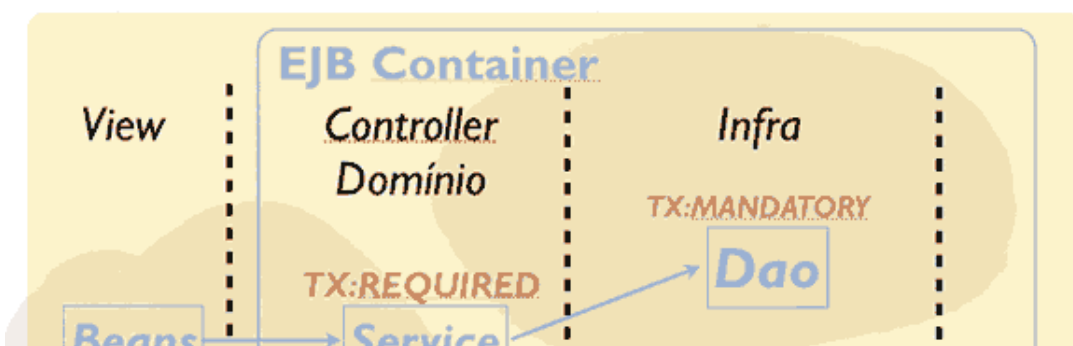 EJB Container
View
Controller
Domínio
Infra
TX:MANDATORY
Dao
TX:REQUIRED
Beans
Service